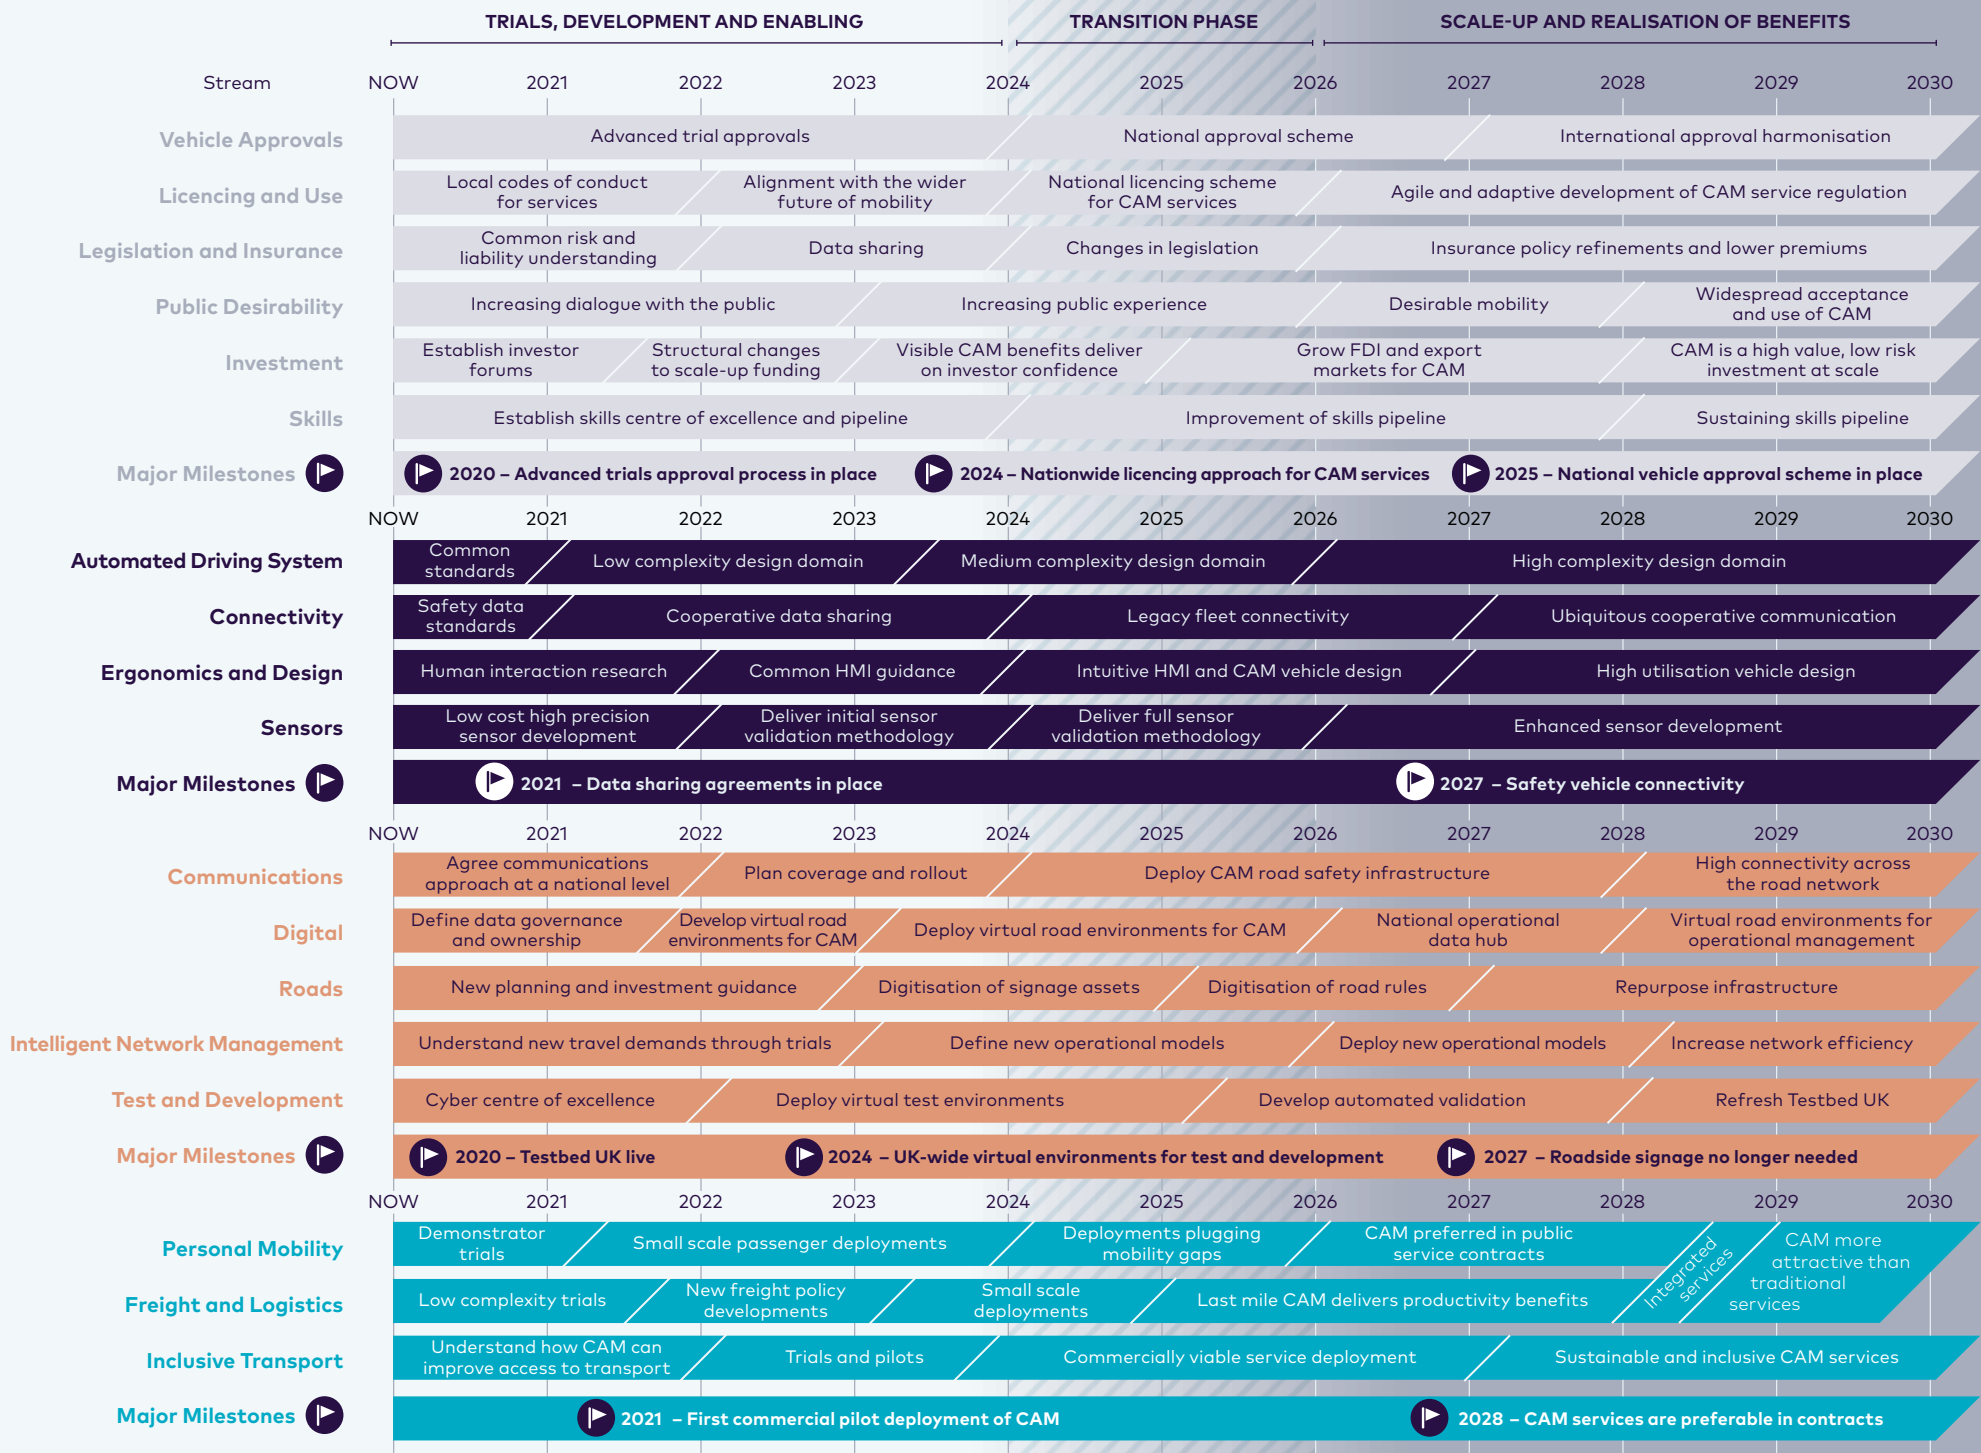 TRIALS, DEVELOPMENT AND ENABLING
TRANSITION PHASE
SCALE-UP AND REALISATION OF BENEFITS
Stream
NOW 2021 2022 2023 2024 2025 2026 2027 2028 2029 2030
Vehicle Approvals
Advanced trial approvals
National approval scheme
International approval harmonisation
Licencing and Use
Local codes of conduct
for services
Alignment with the wider
future of mobility
National licencing scheme
for CAM services
Agile and adaptive development of CAM service regulation
Legislation and Insurance
Common risk and
liability understanding
Data sharing
Changes in legislation
Insurance policy refinements and lower premiums
Public Desirability
Increasing dialogue with the public
Increasing public experience
Desirable mobility
Widespread acceptance
and use of CAM
Investment
Establish investor
forums
Structural changes
to scale-up funding
Visible CAM benefits deliver
on investor confidence
Grow FDI and export
markets for CAM
CAM is a high value, low risk
investment at scale
Skills
Establish skills centre of excellence and pipeline
Improvement of skills pipeline
Sustaining skills pipeline
Major Milestones
2020 – Advanced trials approval process in place
2024 – Nationwide licencing approach for CAM services
2025 – National vehicle approval scheme in place
NOW 2021 2022 2023 2024 2025 2026 2027 2028 2029 2030
Automated Driving System
Common
standards
Low complexity design domain
Medium complexity design domain
High complexity design domain
Connectivity
Safety data
standards
Cooperative data sharing
Legacy fleet connectivity
Ubiquitous cooperative communication
Ergonomics and Design
Human interaction research
Common HMI guidance
Intuitive HMI and CAM vehicle design
High utilisation vehicle design
Sensors
Low cost high precision
sensor development
Deliver initial sensor
validation methodology
Deliver full sensor
validation methodology
Enhanced sensor development
Major Milestones
2021 – Data sharing agreements in place
2027 – Safety vehicle connectivity
NOW 2021 2022 2023 2024 2025 2026 2027 2028 2029 2030
Communications
Agree communications
approach at a national level
Plan coverage and rollout
Deploy CAM road safety infrastructure
High connectivity across
the road network
Digital
Define data governance
and ownership
Develop virtual road
environments for CAM
Deploy virtual road environments for CAM
National operational
data hub
Virtual road environments for
operational management
Roads
New planning and investment guidance
Digitisation of signage assets
Digitisation of road rules
Repurpose infrastructure
Intelligent Network Management
Understand new travel demands through trials
Define new operational models
Deploy new operational models
Increase network efficiency
Test and Development
Cyber centre of excellence
Deploy virtual test environments
Develop automated validation
Refresh Testbed UK
Major Milestones
2020 – Testbed UK live
2024 – UK-wide virtual environments for test and development
2027 – Roadside signage no longer needed
NOW 2021 2022 2023 2024 2025 2026 2027 2028 2029 2030
Personal Mobility
Demonstrator
trials
Small scale passenger deployments
Deployments plugging
mobility gaps
CAM preferred in public
service contracts
Integrated
services
CAM more
attractive than
traditional
services
Freight and Logistics
Low complexity trials
New freight policy
developments
Small scale
deployments
Last mile CAM delivers productivity benefits
Inclusive Transport
Understand how CAM can
improve access to transport
Trials and pilots
Commercially viable service deployment
Sustainable and inclusive CAM services
Major Milestones
2021 – First commercial pilot deployment of CAM
2028 – CAM services are preferable in contracts